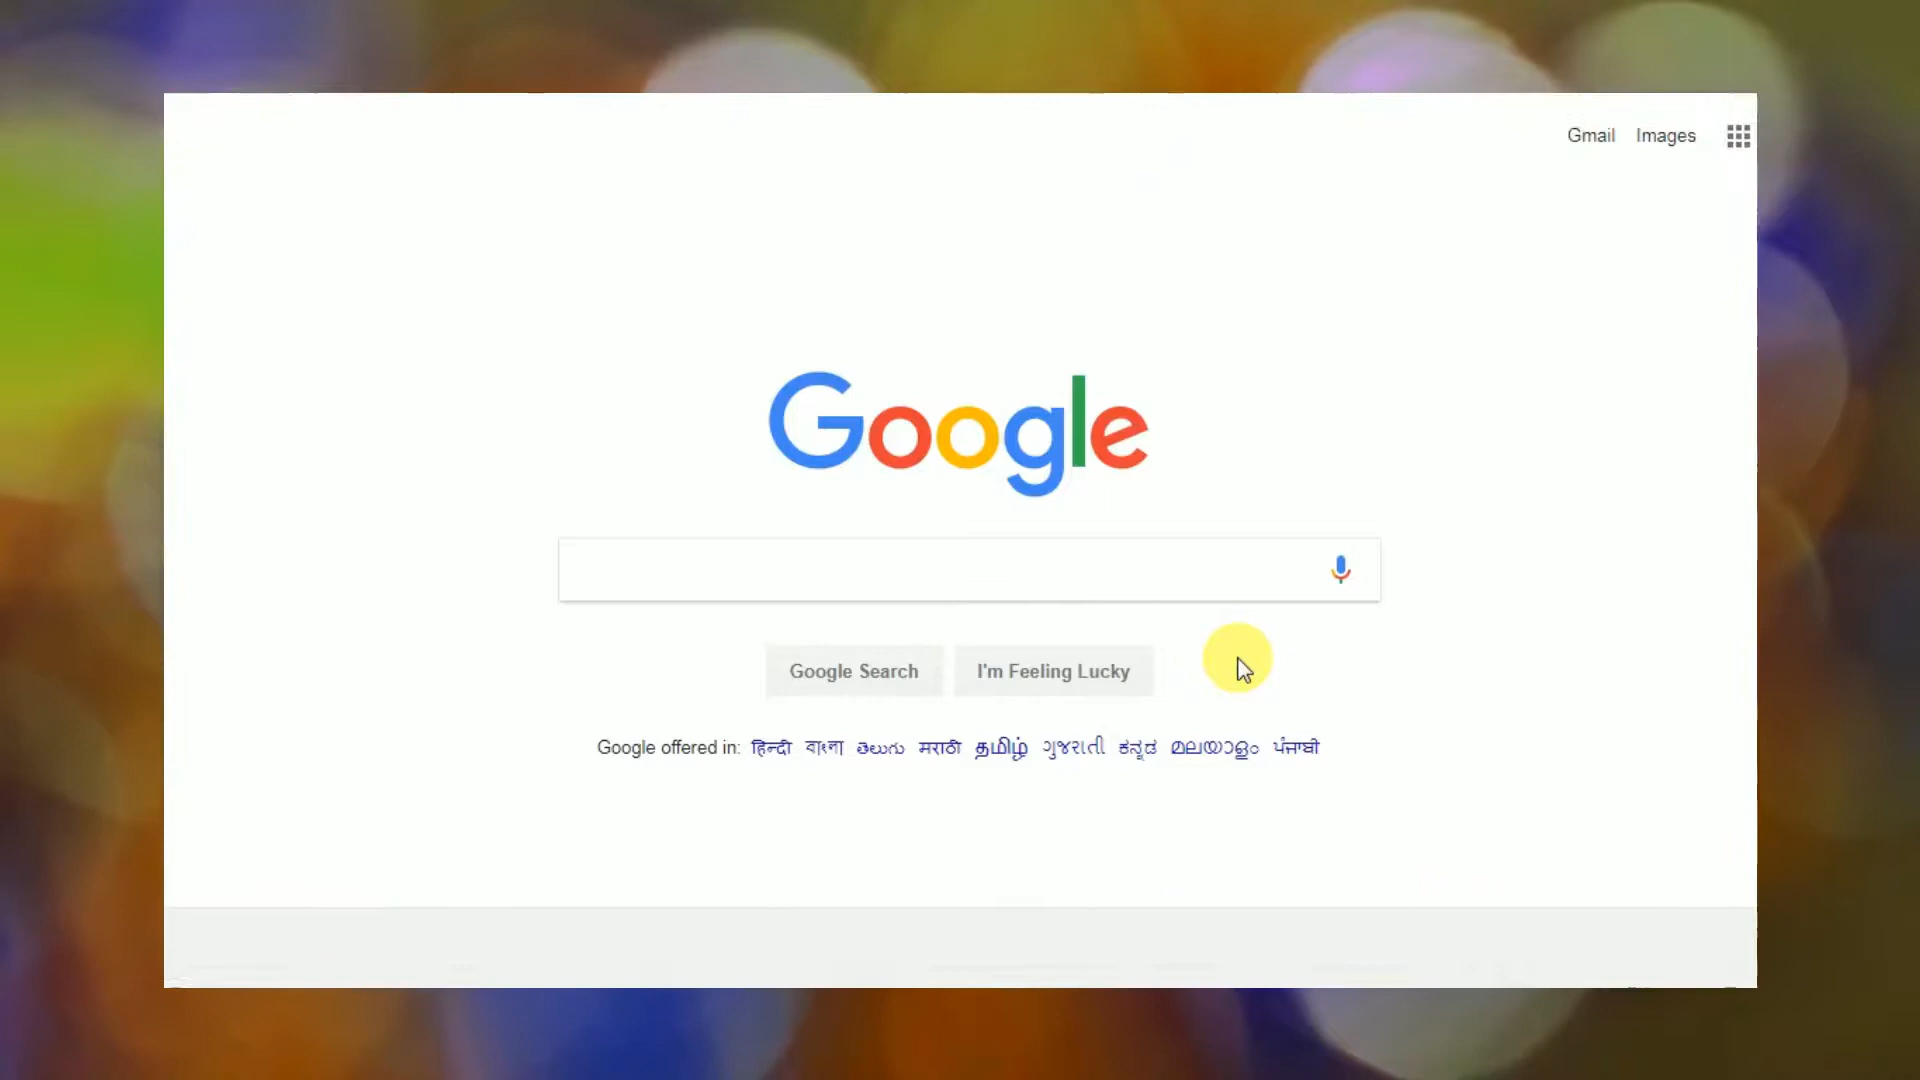 Gmail Images
Google
Google Search I'm Feeling Lucky
Google offered in: हिन्दी বাংলা తెలుగు मराठी தமிழ் ગુજરાતી ಕನ್ನಡ മലയാളം ਪੰਜਾਬੀ